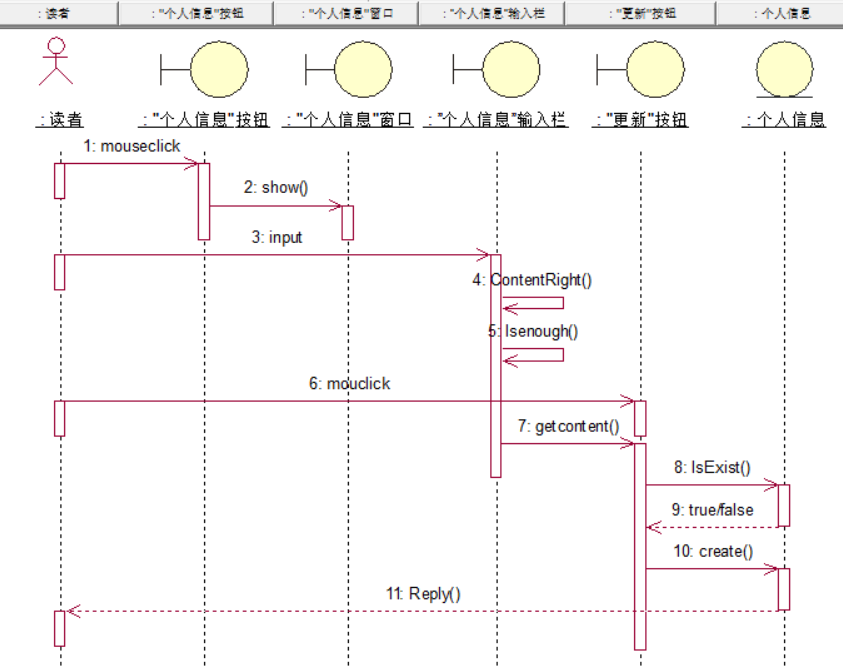 : 读者
: "个人信息"按钮
: "个人信息"窗口
: "个人信息"输入栏
: "更新"按钮
: 个人信息
: 读者
: "个人信息"按钮
: "个人信息"窗口
: "个人信息"输入栏
: "更新"按钮
: 个人信息
1: mouseclick
2: show()
3: input
4: ContentRight()
5: Isenough()
6: mouclick
7: getcontent()
8: IsExist()
9: true/false
10: create()
11: Reply()